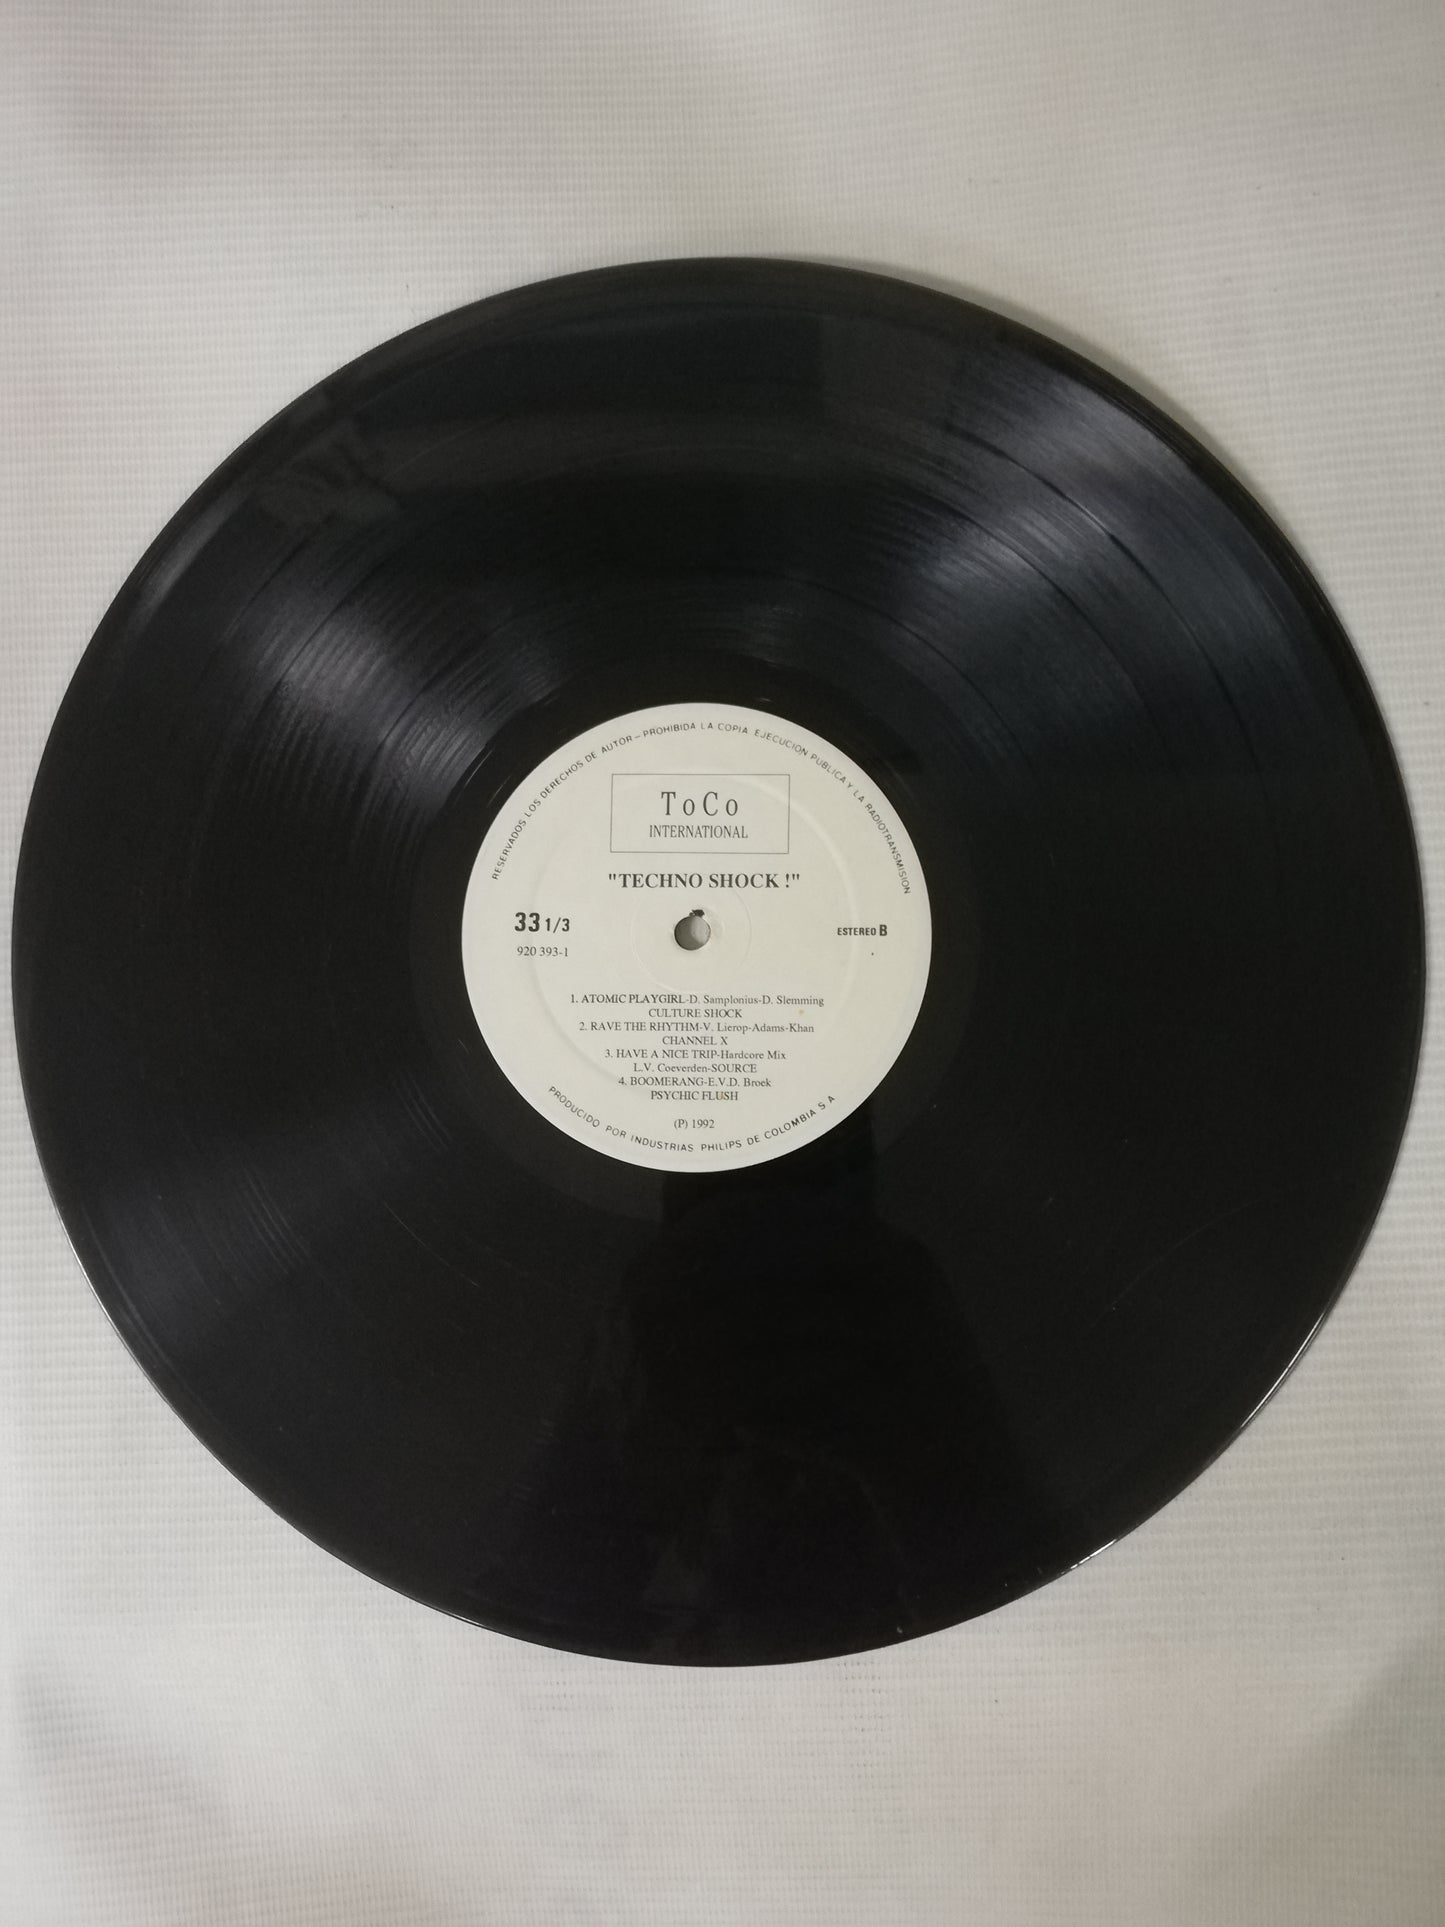 RESERVADOS LOS DERECHOS DE AUTOR – PROHIBIDA LA COPIA EJECUCION PUBLICA Y LA RADIOTRANSMISION
ToCo
INTERNATIONAL
"TECHNO SHOCK !"
33 1/3
ESTEREO B
920 393-1
1. ATOMIC PLAYGIRL-D. Samplonius-D. Slemming
CULTURE SHOCK
2. RAVE THE RHYTHM-V. Lierop-Adams-Khan
CHANNEL X
3. HAVE A NICE TRIP-Hardcore Mix
L.V. Coeverden-SOURCE
4. BOOMERANG-E.V.D. Broek
PSYCHIC FLUSH
(P) 1992
PRODUCIDO POR INDUSTRIAS PHILIPS DE COLOMBIA S A